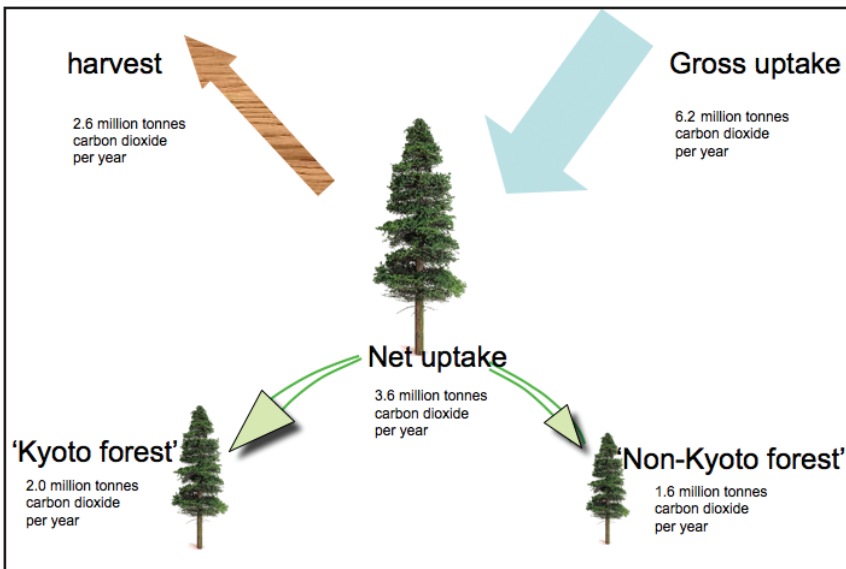 harvest
2.6 million tonnes
carbon dioxide
per year
Gross uptake
6.2 million tonnes
carbon dioxide
per year
Net uptake
3.6 million tonnes
carbon dioxide
per year
‘Kyoto forest’
2.0 million tonnes
carbon dioxide
per year
‘Non-Kyoto forest’
1.6 million tonnes
carbon dioxide
per year